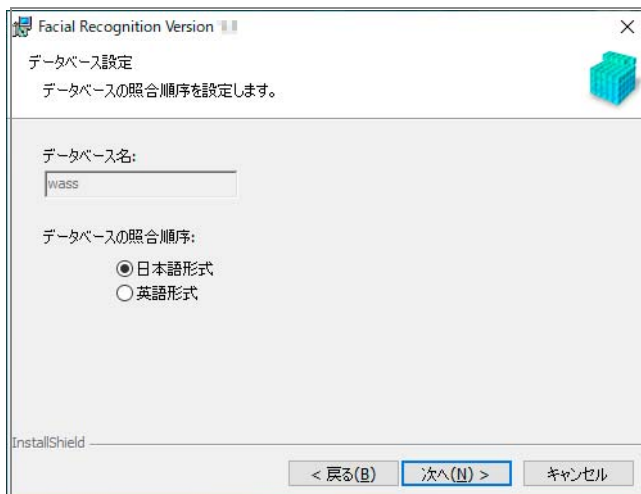 Facial Recognition Version
データベース設定
データベースの照合順序を設定します。
データベース名:
wass
データベースの照合順序:
日本語形式
英語形式
InstallShield
< 戻る(B)
次へ(N) >
キャンセル